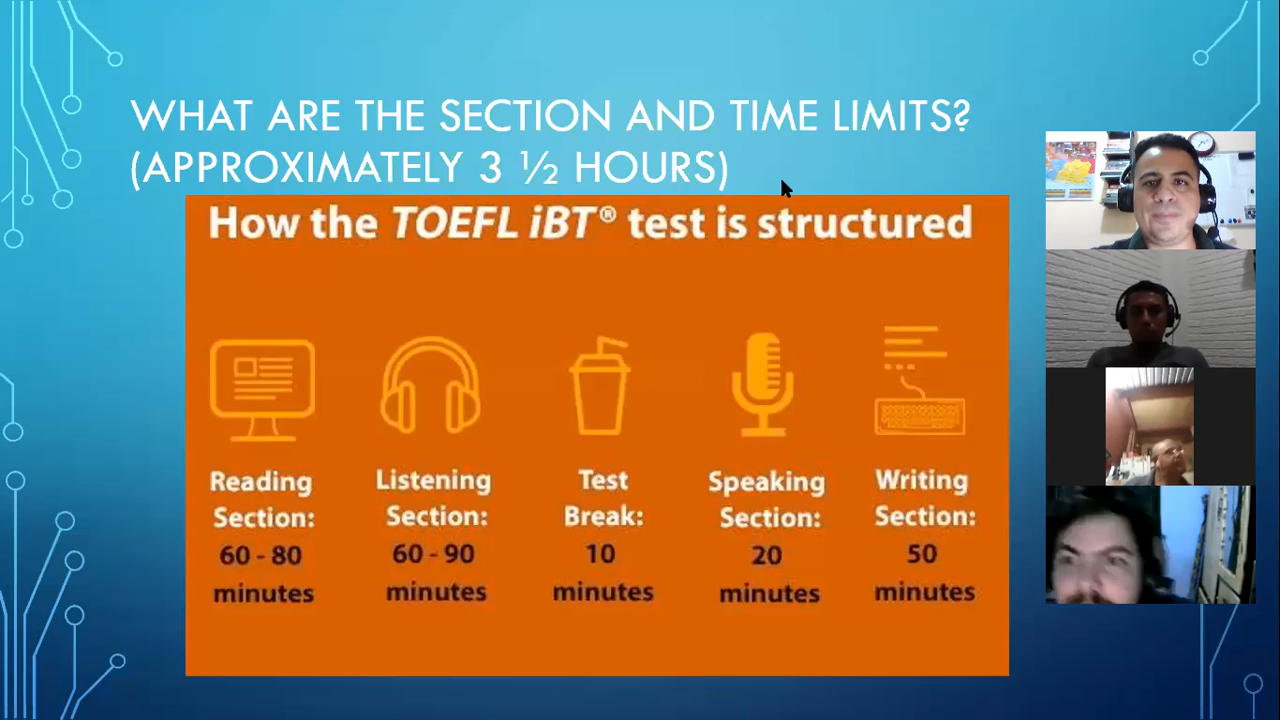 WHAT ARE THE SECTION AND TIME LIMITS?
(APPROXIMATELY 3 ½ HOURS)
How the TOEFL iBT® test is structured
Reading
Section:
60 - 80
minutes
Listening
Section:
60 - 90
minutes
Test
Break:
10
minutes
Speaking
Section:
20
minutes
Writing
Section:
50
minutes